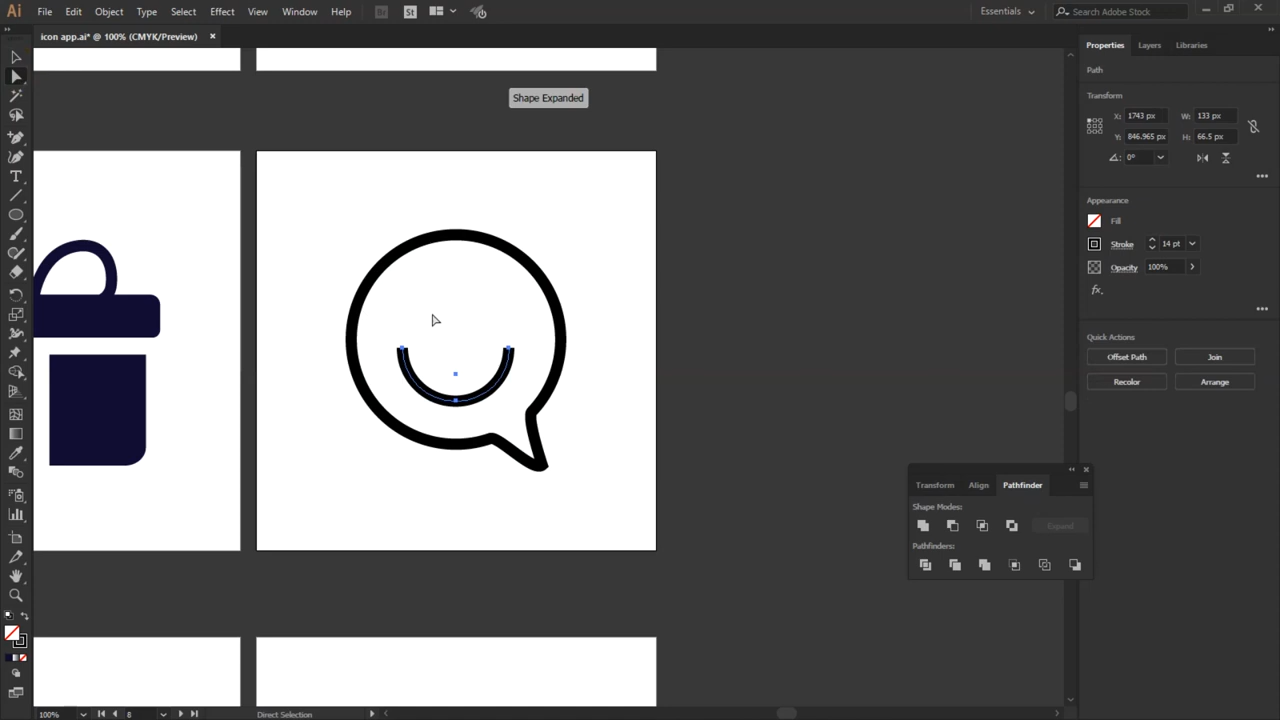 Ai File Edit Object Type Select Effect View Window Help Br St Essentials Search Adobe Stock
icon app.ai* @ 100% (CMYK/Preview) ×
Properties Layers Libraries
Path
Shape Expanded
Transform
X: 1743 px W: 133 px
Y: 846.965 px H: 66.5 px
0°
Appearance
Fill
Stroke 14 pt
Opacity 100%
fx.
Quick Actions
Offset Path Join
Recolor Arrange
Transform Align Pathfinder
Shape Modes:
Expand
Pathfinders:
100% 8 Direct Selection